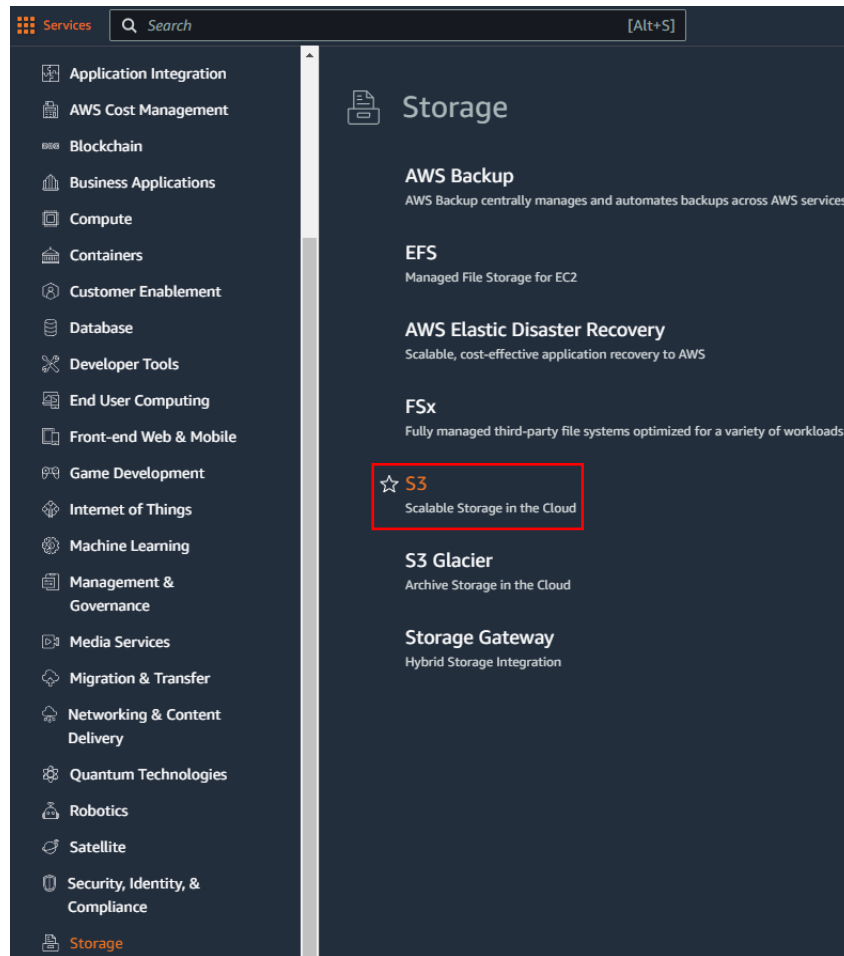 Services
Search
[Alt+S]
Application Integration
AWS Cost Management
Blockchain
Business Applications
Compute
Containers
Customer Enablement
Database
Developer Tools
End User Computing
Front-end Web & Mobile
Game Development
Internet of Things
Machine Learning
Management &
Governance
Media Services
Migration & Transfer
Networking & Content
Delivery
Quantum Technologies
Robotics
Satellite
Security, Identity, &
Compliance
Storage
Storage
AWS Backup
AWS Backup centrally manages and automates backups across AWS services
EFS
Managed File Storage for EC2
AWS Elastic Disaster Recovery
Scalable, cost-effective application recovery to AWS
FSx
Fully managed third-party file systems optimized for a variety of workloads
S3
Scalable Storage in the Cloud
S3 Glacier
Archive Storage in the Cloud
Storage Gateway
Hybrid Storage Integration